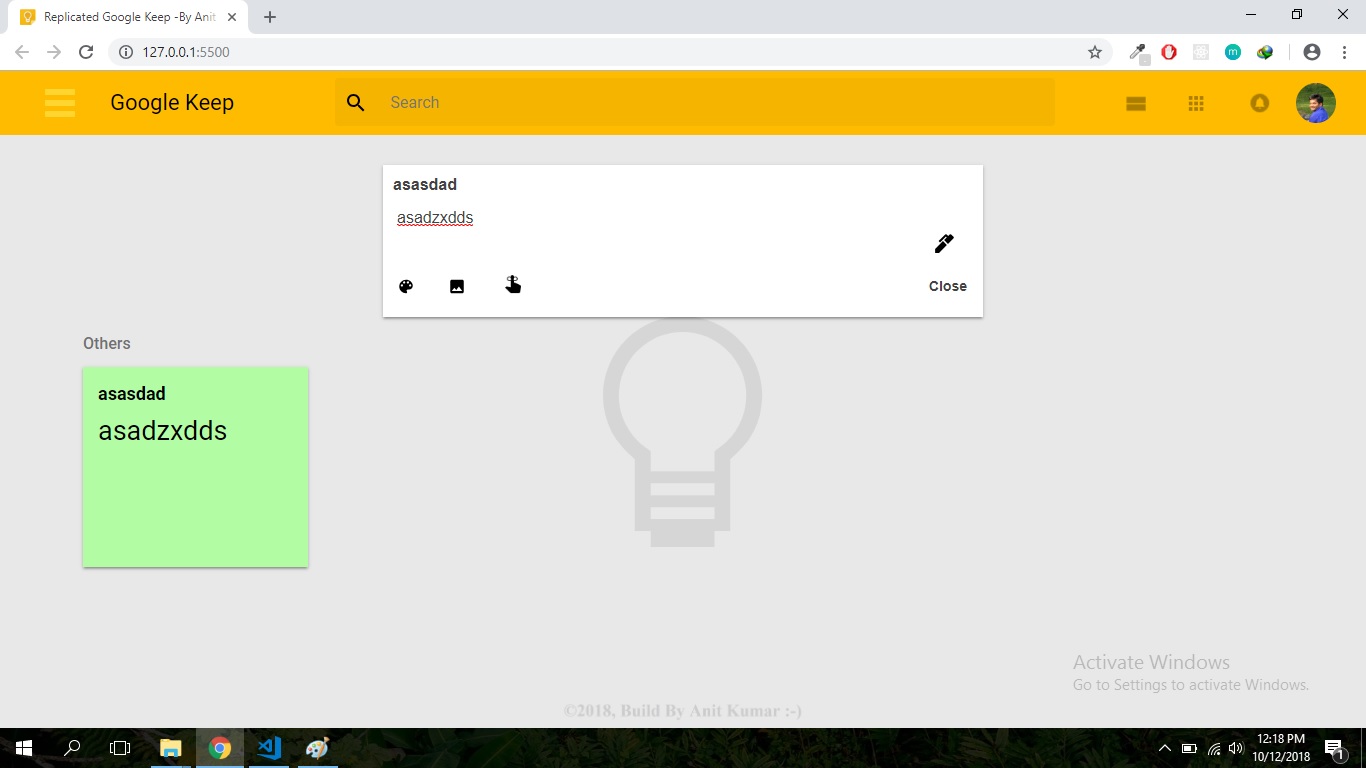 Replicated Google Keep -By Anit
127.0.0.1:5500
m
Google Keep
Search
asasdad
asadzxdds
Close
Others
asasdad
asadzxdds
Activate Windows
Go to Settings to activate Windows.
©2018, Build By Anit Kumar :-)
12:18 PM
10/12/2018
1